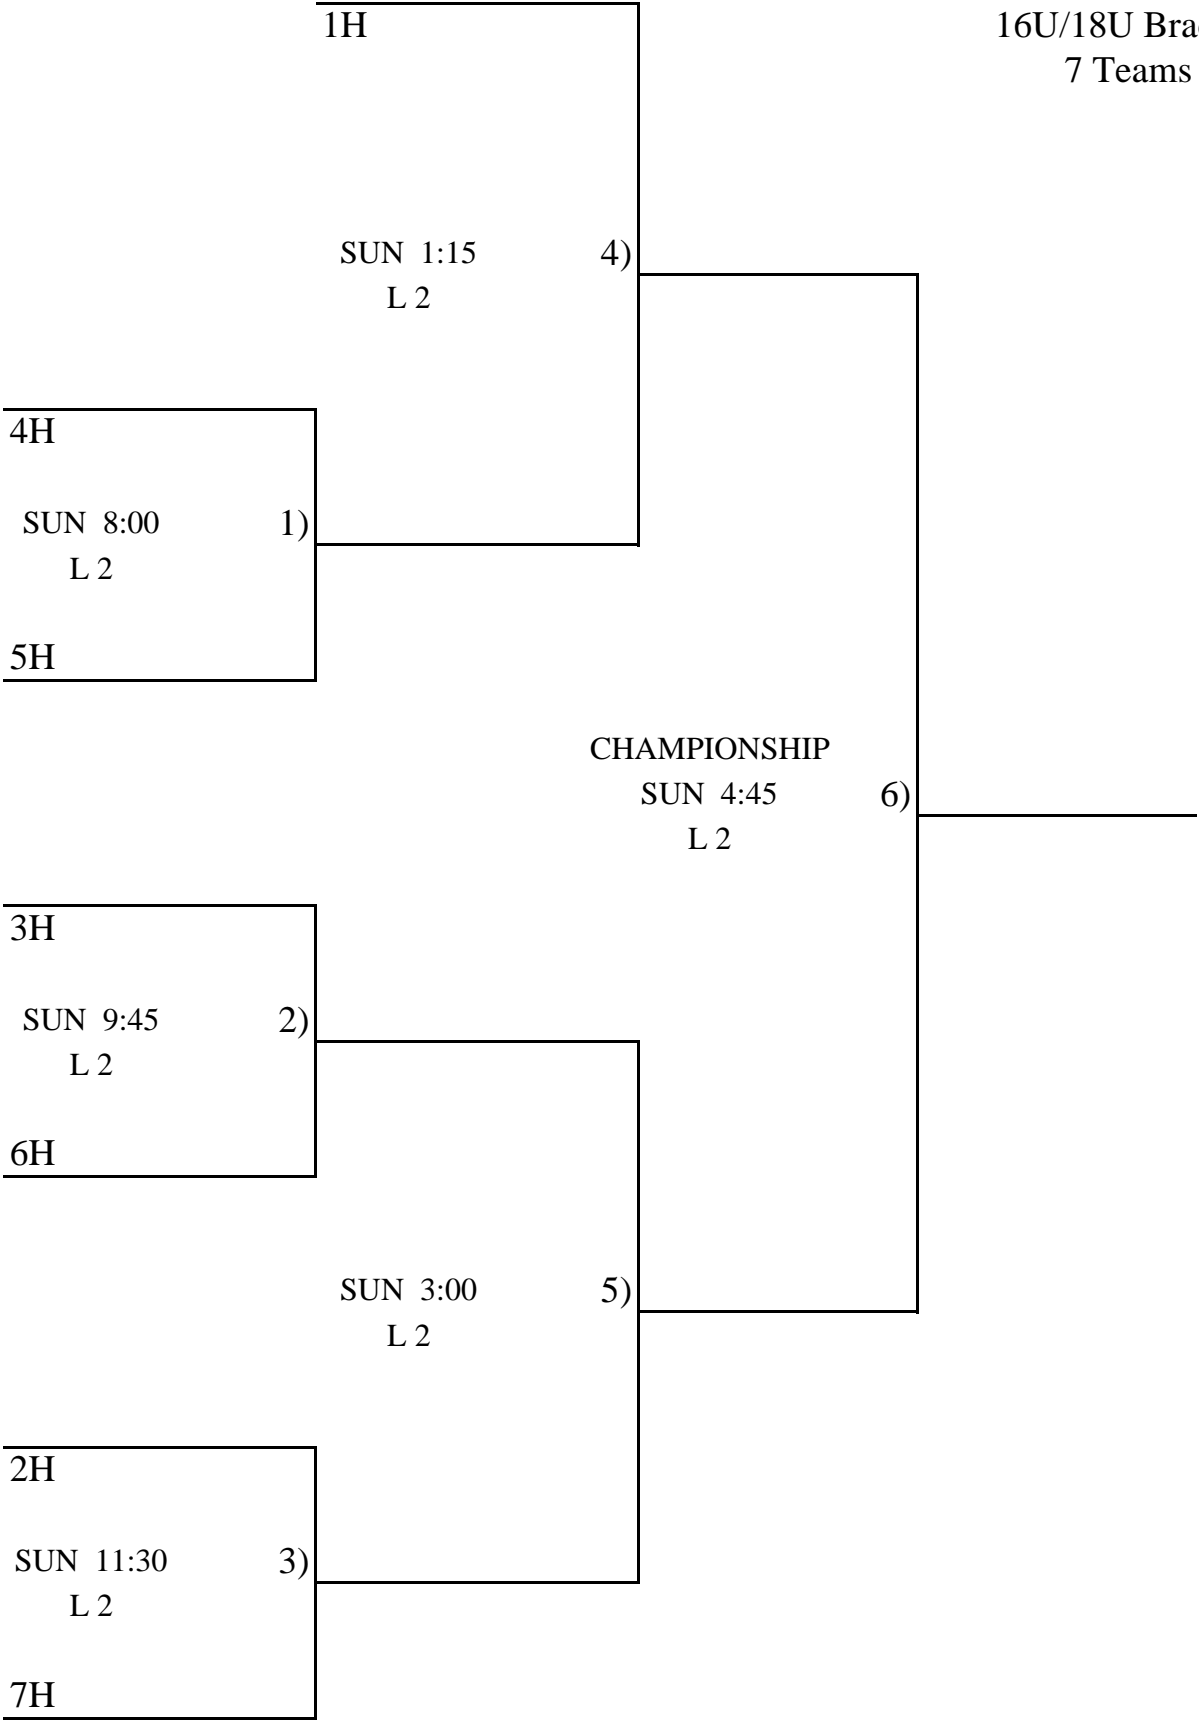 1H
16U/18U Bra
7 Teams
SUN 1:15 4)
L 2
4H
SUN 8:00 1)
L 2
5H
CHAMPIONSHIP
SUN 4:45 6)
L 2
3H
SUN 9:45 2)
L 2
6H
SUN 3:00 5)
L 2
2H
SUN 11:30 3)
L 2
7H